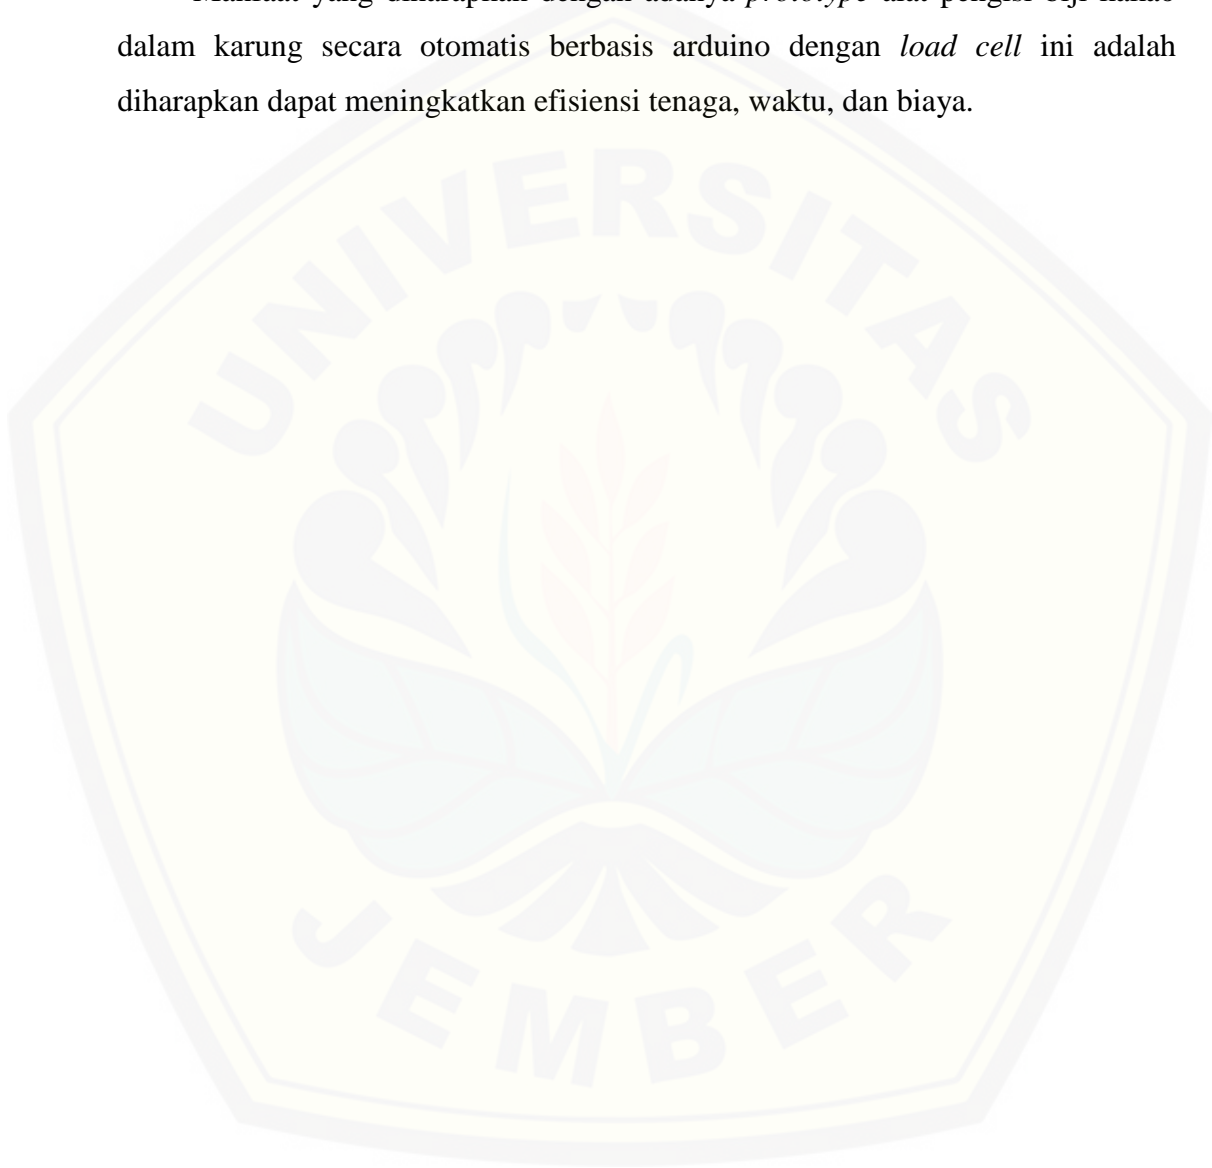 Manfaat yang diharapkan dengan adanya prototype alat pengisi biji kakao
dalam karung secara otomatis berbasis arduino dengan load cell ini adalah
diharapkan dapat meningkatkan efisiensi tenaga, waktu, dan biaya.
UNIVERSITAS
JEMBER